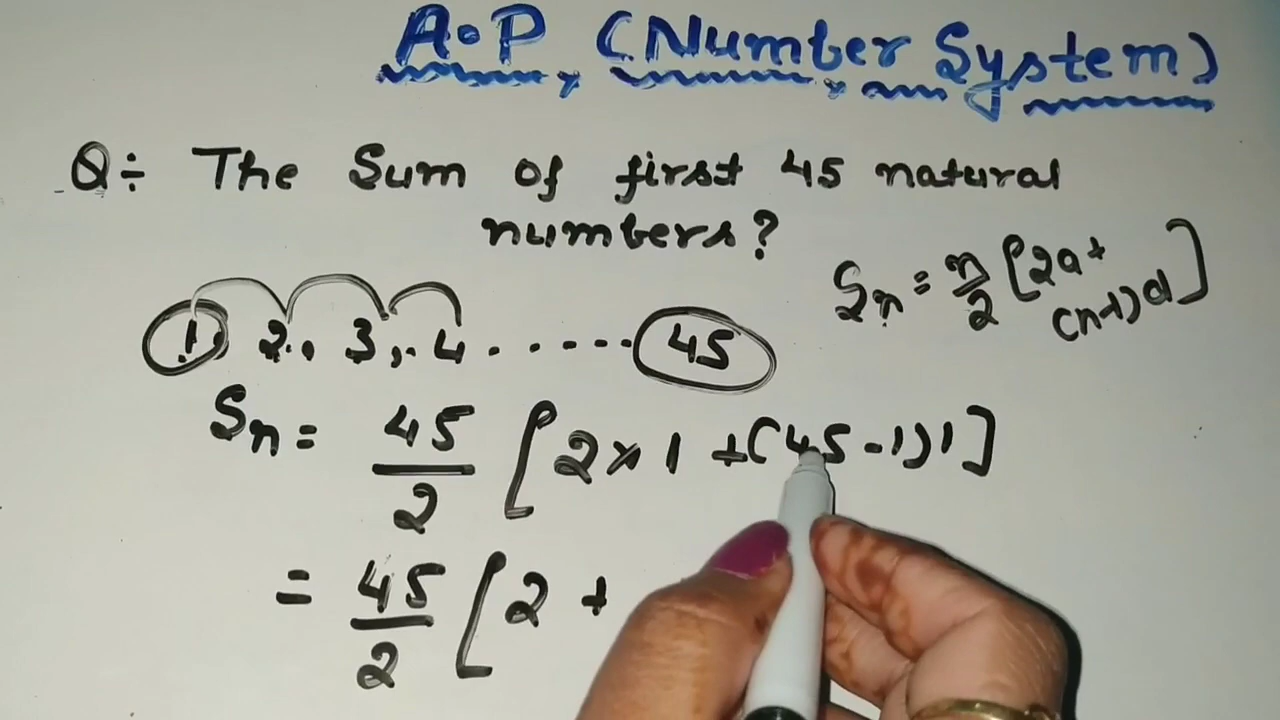 A.P (Number System)
Q÷ The Sum of first 45 natural
numbers?
Sn = n/2 [2a+
(n-1)d]
1, 2, 3, 4 ...... 45
Sn = 45/2 [2×1 +(45-1)1]
= 45/2 [2 +